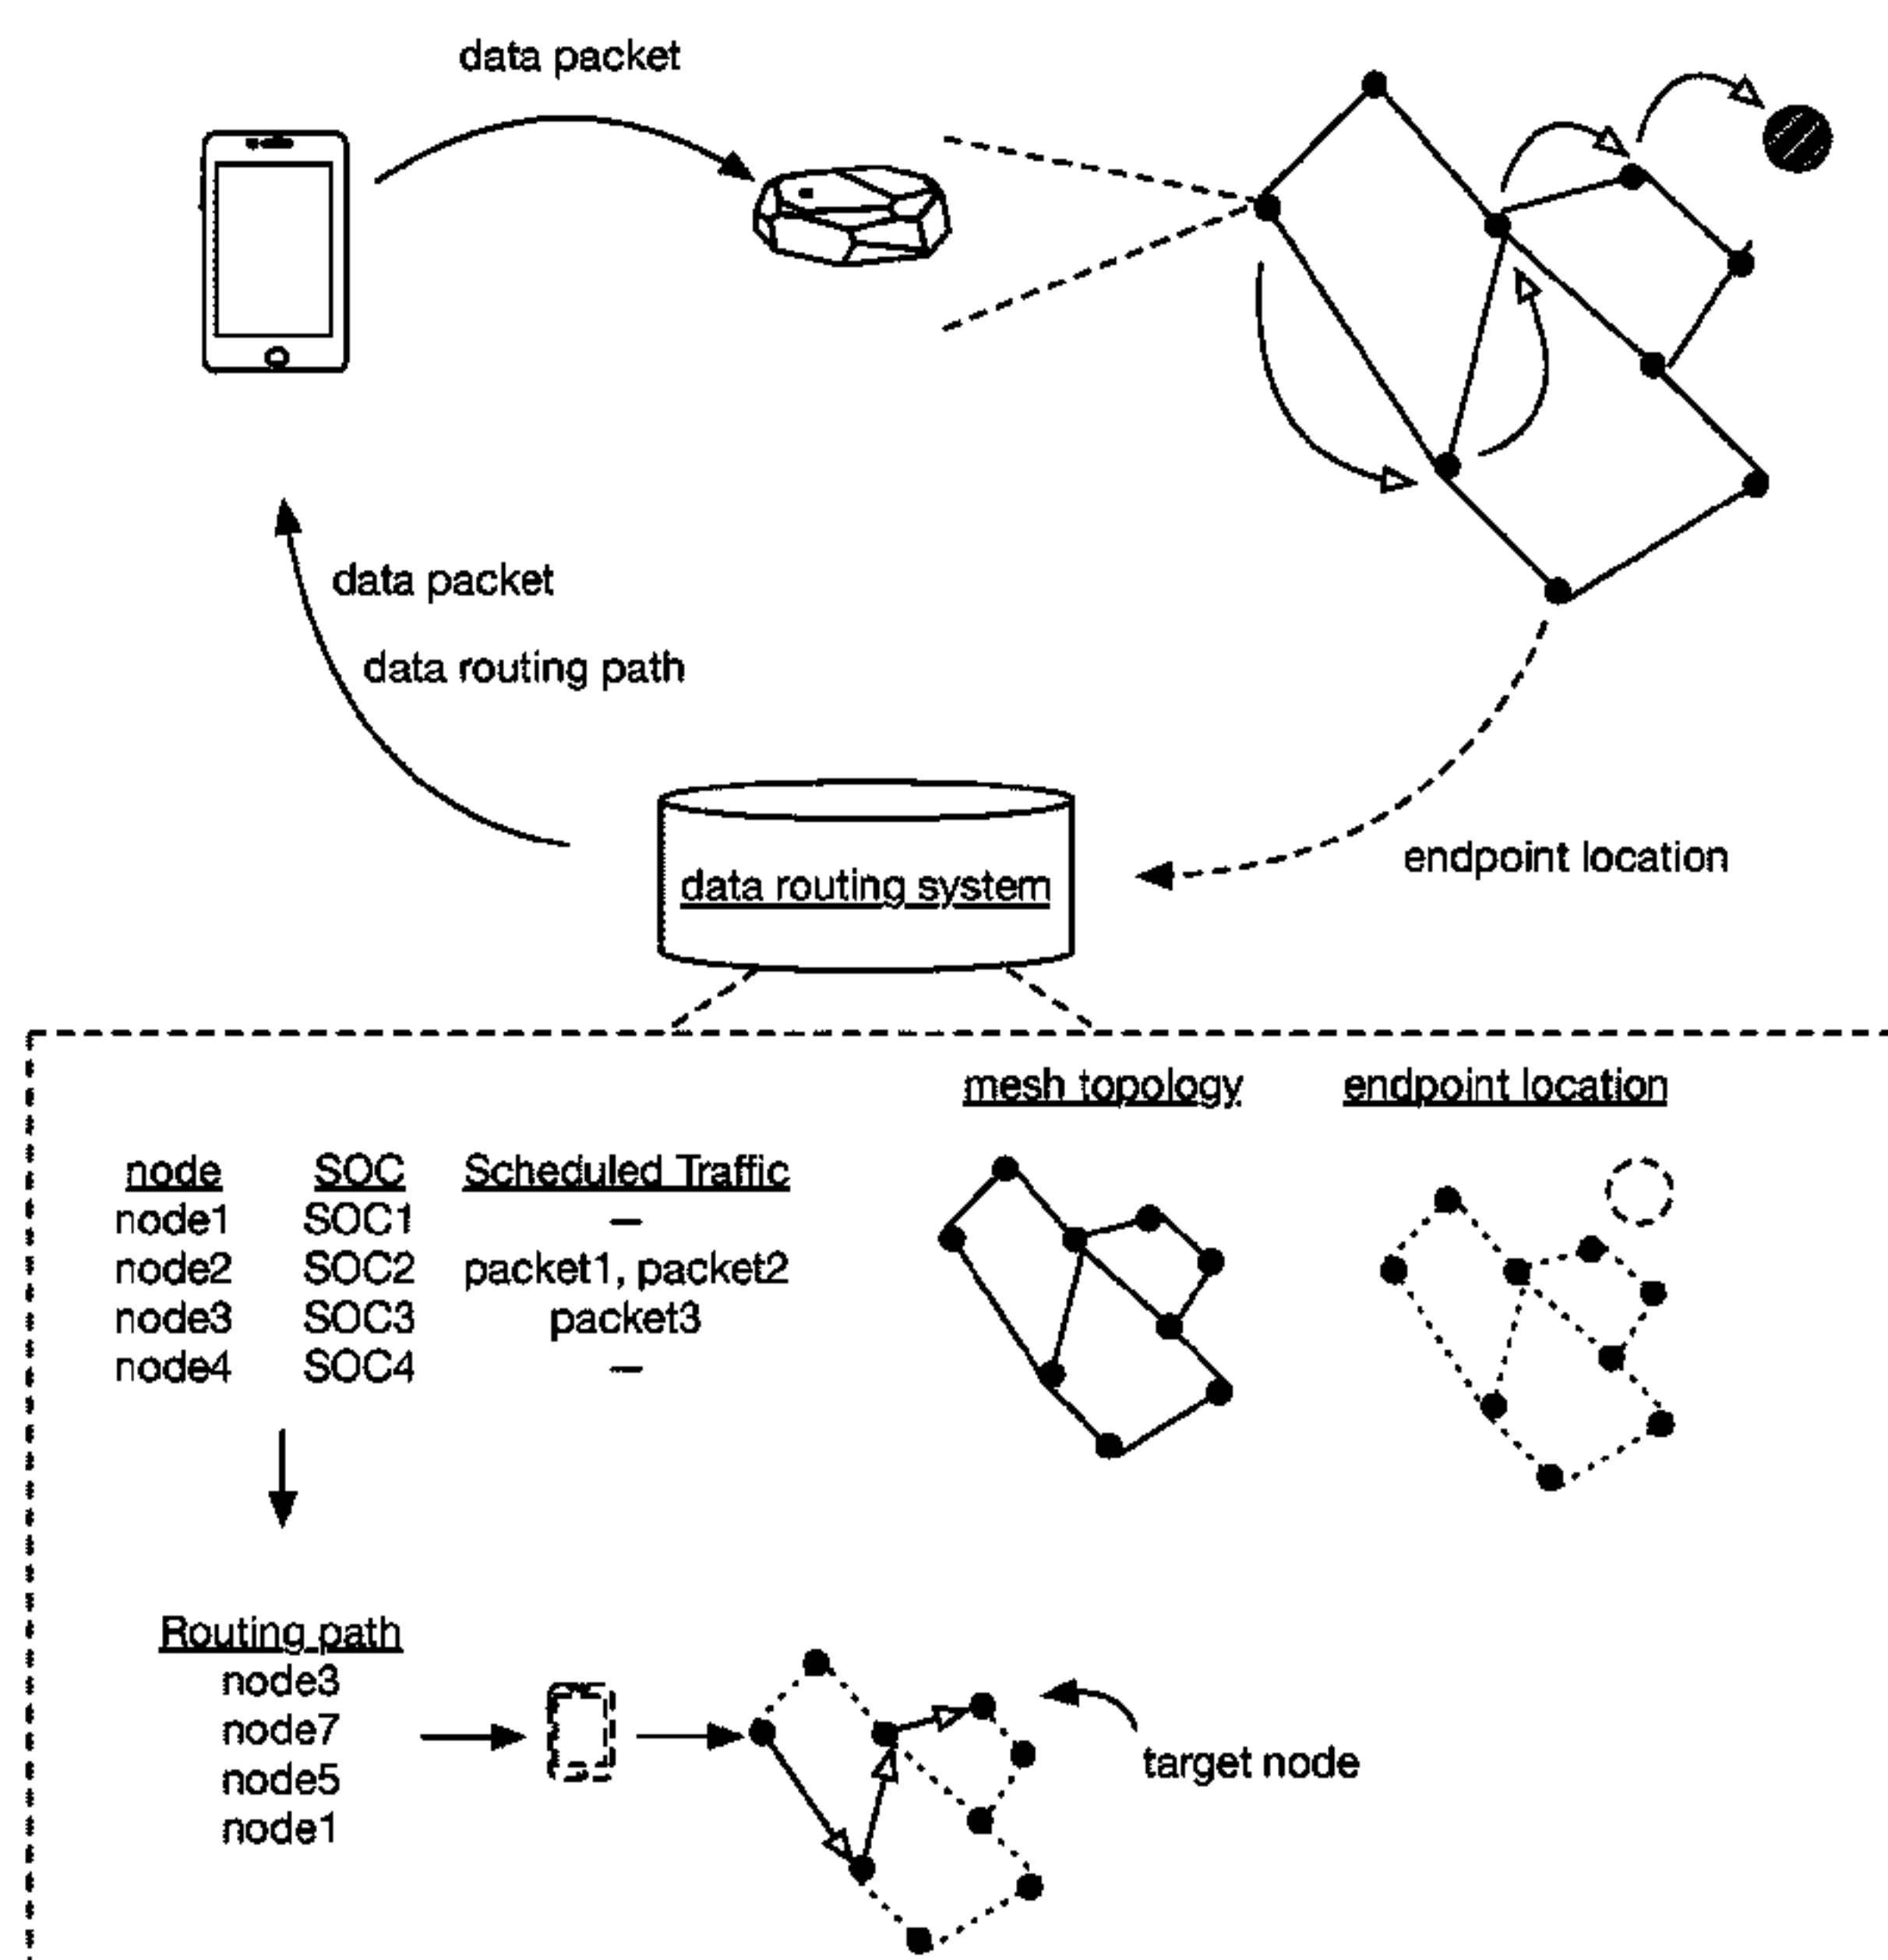 data packet
data packet
data routing path
endpoint location
data routing system
mesh topology endpoint location
node SOC Scheduled Traffic
node1 SOC1 –
node2 SOC2 packet1, packet2
node3 SOC3 packet3
node4 SOC4 –
Routing path
node3
node7
node5
node1
target node